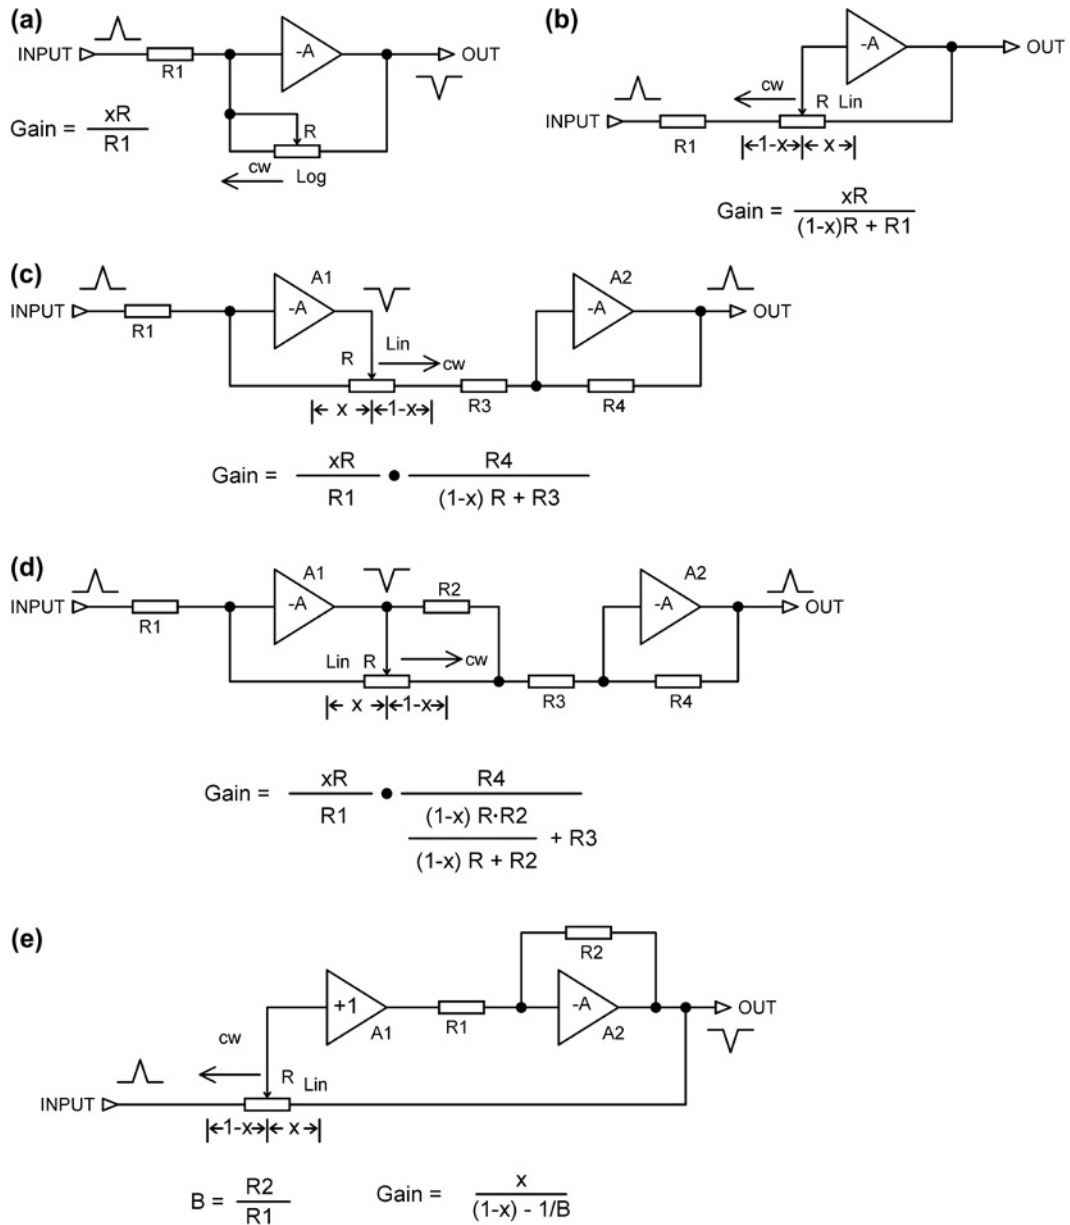 (a)
INPUT
R1
-A
OUT
R
cw
Log
Gain = xR
R1
(b)
-A
cw
R Lin
INPUT
R1
1-x
x
OUT
Gain = xR
(1-x)R + R1
(c)
INPUT
R1
A1
-A
Lin
R
cw
x
1-x
R3
A2
-A
R4
OUT
Gain = xR • R4
R1
(1-x) R + R3
(d)
INPUT
R1
A1
-A
R2
Lin R
cw
x
1-x
R3
A2
-A
R4
OUT
Gain = xR • R4
R1
(1-x) R·R2
(1-x) R + R2
+ R3
(e)
R2
+1
A1
R1
-A
A2
OUT
cw
R
Lin
INPUT
1-x
x
B = R2
R1
Gain = x
(1-x) - 1/B